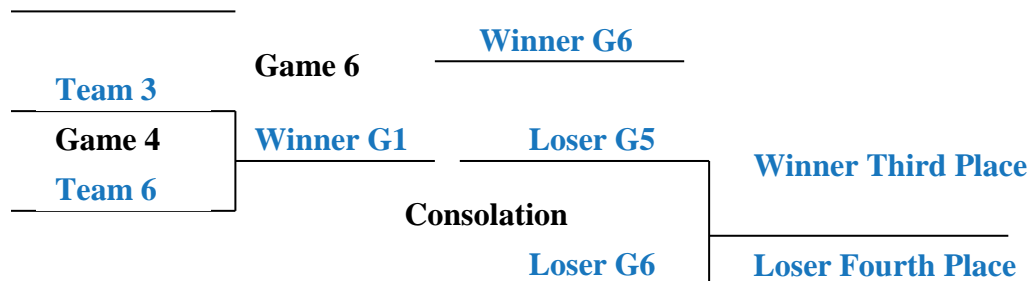 Winner G6
Game 6
Team 3
Game 4
Winner G1
Loser G5
Winner Third Place
Team 6
Consolation
Loser G6
Loser Fourth Place